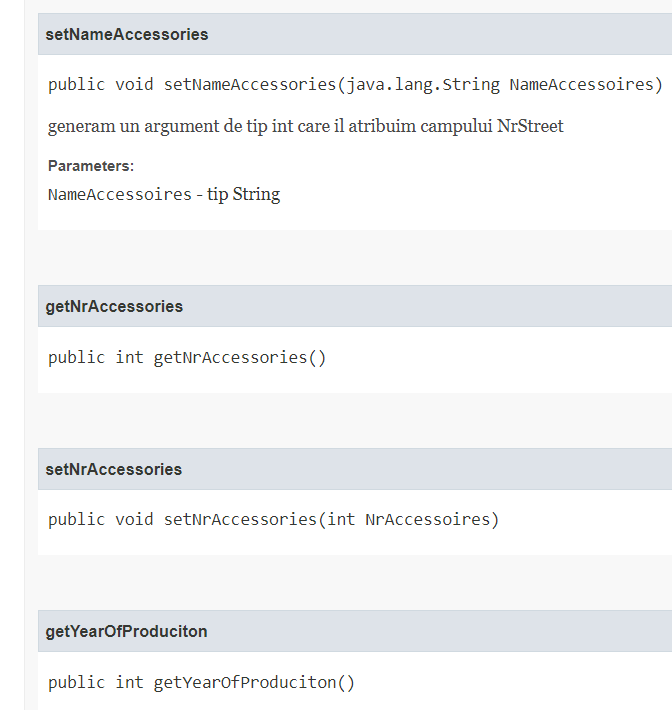 setNameAccessories
public void setNameAccessories(java.lang.String NameAccessoires)
generam un argument de tip int care il atribuim campului NrStreet
Parameters:
NameAccessoires - tip String
getNrAccessories
public int getNrAccessories()
setNrAccessories
public void setNrAccessories(int NrAccessoires)
getYearOfProduciton
public int getYearOfProduciton()